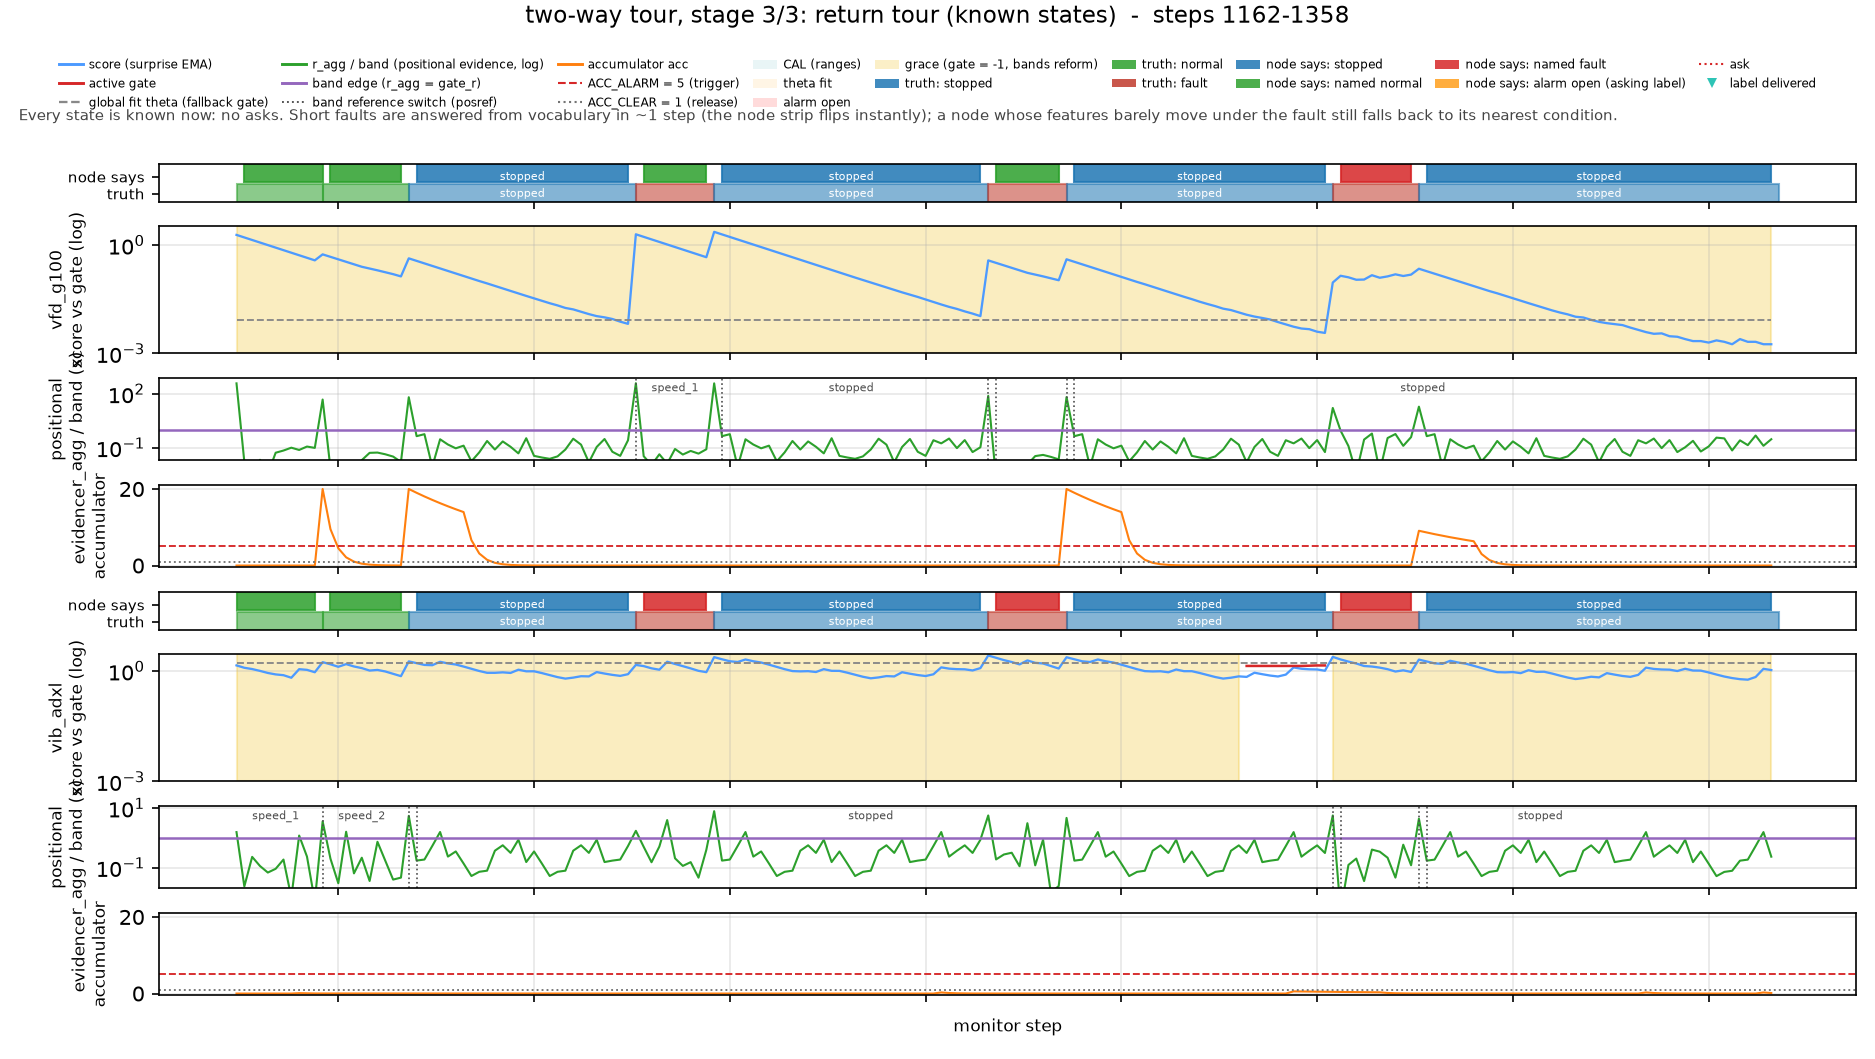 two-way tour, stage 3/3: return tour (known states)  -  steps 1162-1358
score (surprise EMA)
active gate
global fit theta (fallback gate)
r_agg / band (positional evidence, log)
band edge (r_agg = gate_r)
band reference switch (posref)
accumulator acc
ACC_ALARM = 5 (trigger)
ACC_CLEAR = 1 (release)
CAL (ranges)
theta fit
alarm open
grace (gate = -1, bands reform)
truth: stopped
truth: normal
truth: fault
node says: stopped
node says: named normal
node says: named fault
node says: alarm open (asking label)
ask
label delivered
Every state is known now: no asks. Short faults are answered from vocabulary in ~1 step (the node strip flips instantly); a node whose features barely move under the fault still falls back to its nearest condition.
node says
truth
stopped stopped stopped stopped
stopped stopped stopped stopped
vfd_g100
score vs gate (log)
10⁰
10⁻³
positional
r_agg / band (x)
10²
10⁻¹
speed_1 stopped stopped
evidence
accumulator
20
0
node says
truth
stopped stopped stopped stopped
stopped stopped stopped stopped
vib_adxl
score vs gate (log)
10⁰
10⁻³
positional
r_agg / band (x)
10¹
10⁻¹
speed_1 speed_2 stopped stopped
evidence
accumulator
20
0
monitor step